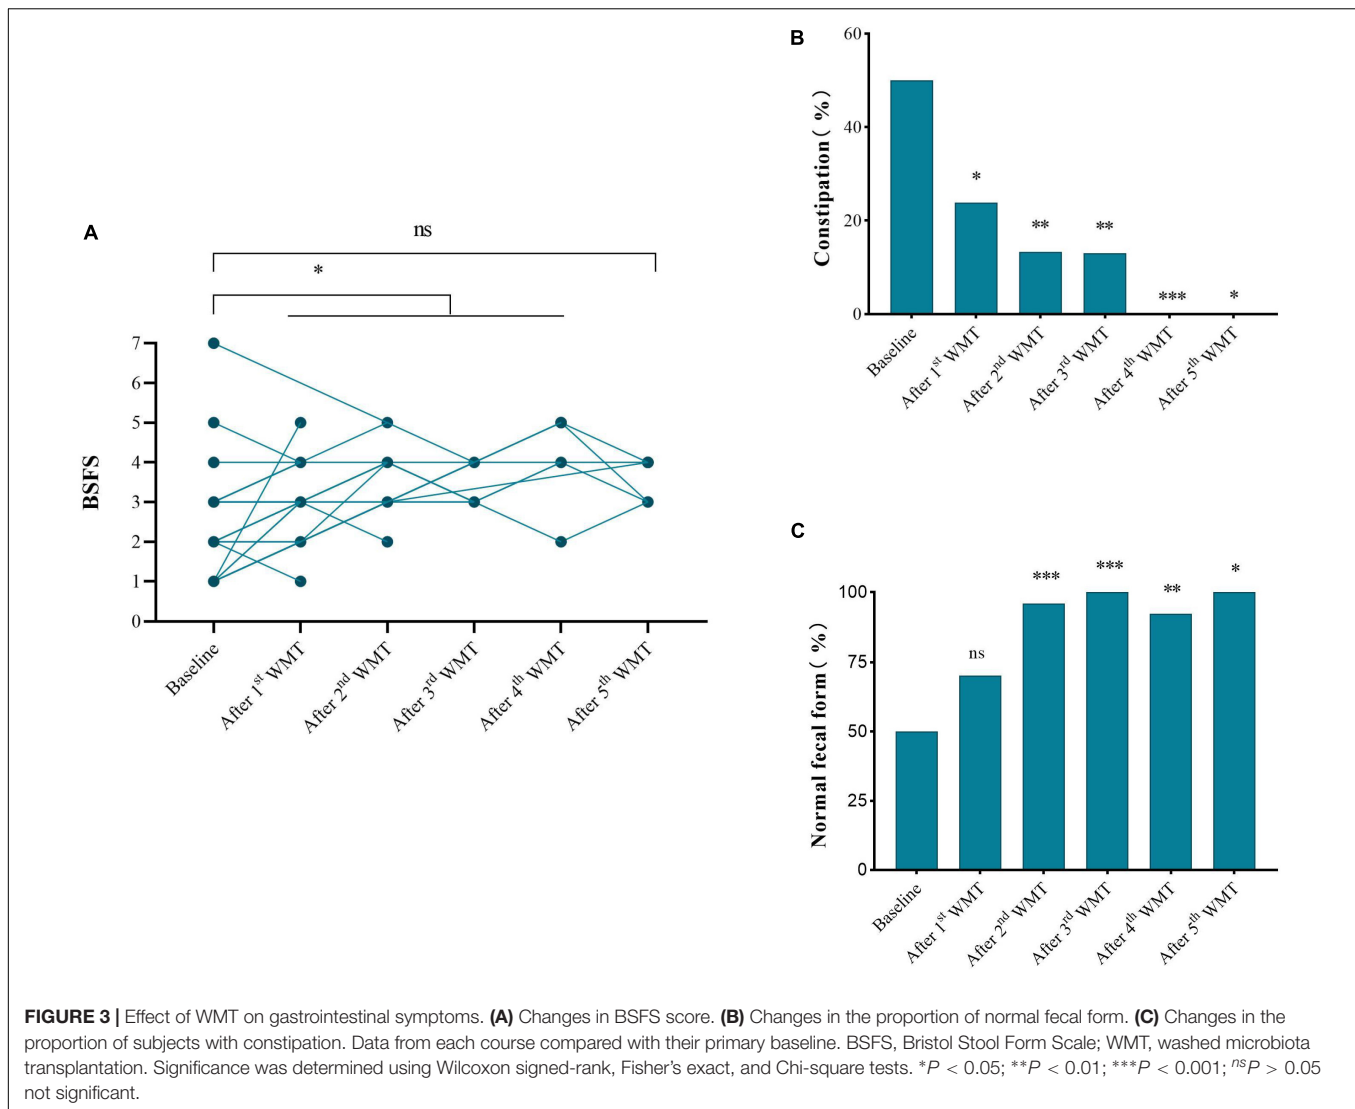 A
ns
*
BSFS
7
6
5
4
3
2
1
0
Baseline
After 1st WMT
After 2nd WMT
After 3rd WMT
After 4th WMT
After 5th WMT
B
Constipation( %)
60
40
20
0
*
**
**
***
*
Baseline
After 1st WMT
After 2nd WMT
After 3rd WMT
After 4th WMT
After 5th WMT
C
Normal fecal form( %)
100
75
50
25
0
ns
***
***
**
*
Baseline
After 1st WMT
After 2nd WMT
After 3rd WMT
After 4th WMT
After 5th WMT
FIGURE 3 | Effect of WMT on gastrointestinal symptoms. (A) Changes in BSFS score. (B) Changes in the proportion of normal fecal form. (C) Changes in the
proportion of subjects with constipation. Data from each course compared with their primary baseline. BSFS, Bristol Stool Form Scale; WMT, washed microbiota
transplantation. Significance was determined using Wilcoxon signed-rank, Fisher's exact, and Chi-square tests. *P < 0.05; **P < 0.01; ***P < 0.001; nsP > 0.05
not significant.